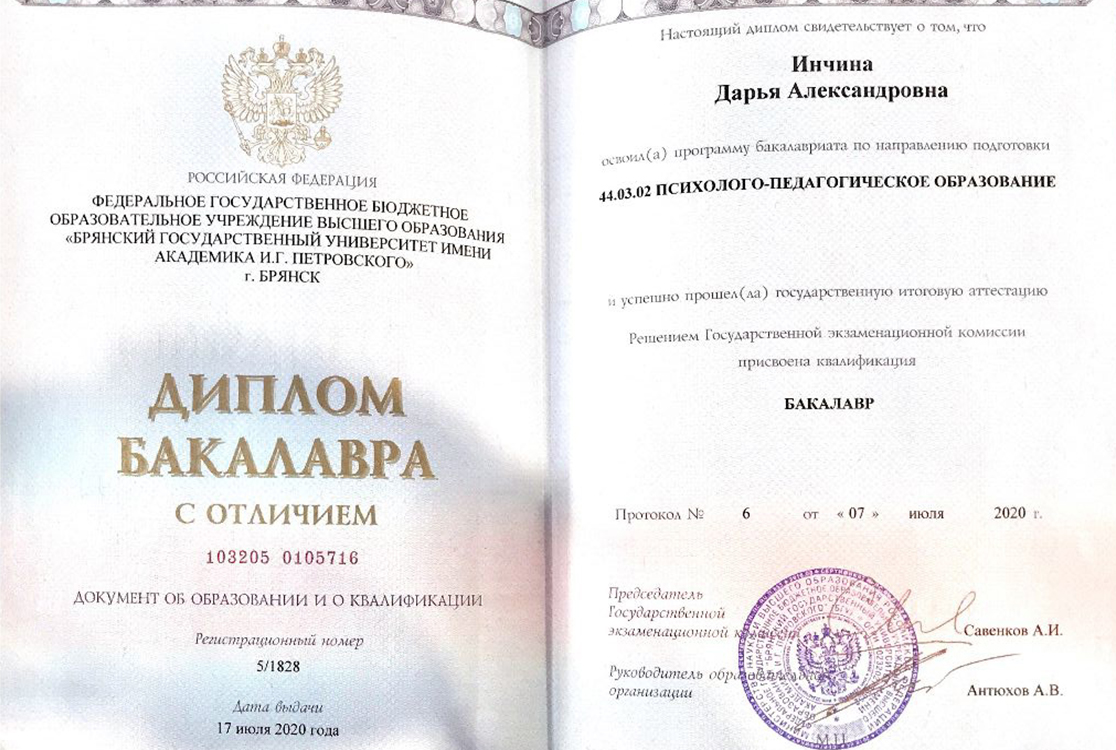 РОССИЙСКАЯ ФЕДЕРАЦИЯ
ФЕДЕРАЛЬНОЕ ГОСУДАРСТВЕННОЕ БЮДЖЕТНОЕ
ОБРАЗОВАТЕЛЬНОЕ УЧРЕЖДЕНИЕ ВЫСШЕГО ОБРАЗОВАНИЯ
«БРЯНСКИЙ ГОСУДАРСТВЕННЫЙ УНИВЕРСИТЕТ ИМЕНИ
АКАДЕМИКА И.Г. ПЕТРОВСКОГО»
г. БРЯНСК
ДИПЛОМ
БАКАЛАВРА
С ОТЛИЧИЕМ
103205 0105716
ДОКУМЕНТ ОБ ОБРАЗОВАНИИ И О КВАЛИФИКАЦИИ
Регистрационный номер
5/1828
Дата выдачи
17 июля 2020 года
Настоящий диплом свидетельствует о том, что
Инчина
Дарья Александровна
освоил(а) программу бакалавриата по направлению подготовки
44.03.02 ПСИХОЛОГО-ПЕДАГОГИЧЕСКОЕ ОБРАЗОВАНИЕ
и успешно прошел(ла) государственную итоговую аттестацию
Решением Государственной экзаменационной комиссии
присвоена квалификация
БАКАЛАВР
Протокол № 6 от « 07 » июля 2020 г.
Председатель
Государственной
экзаменационной комиссии
Савенков А.И.
Руководитель образовательной
организации
Антюхов А.В.
М.П.